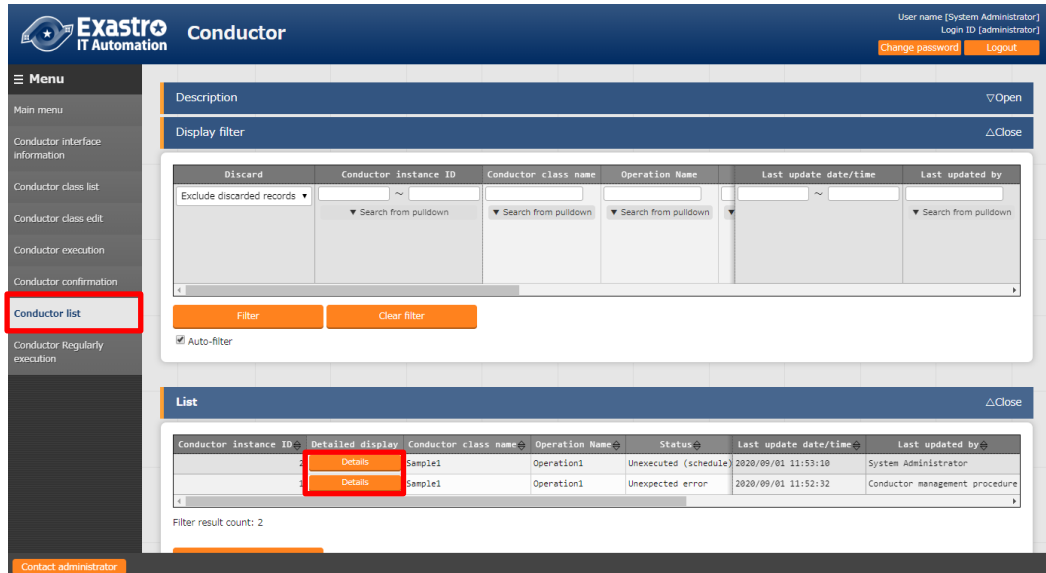 Exastro
IT Automation
Conductor
User name [System Administrator]
Login ID [administrator]
Change password
Logout
☰ Menu
Main menu
Conductor interface
information
Conductor class list
Conductor class edit
Conductor execution
Conductor confirmation
Conductor list
Conductor Regularly
execution
Description
▽Open
Display filter
△Close
Discard Conductor instance ID Conductor class name Operation Name Last update date/time Last updated by
Exclude discarded records ▼ ~ ~
▼ Search from pulldown ▼ Search from pulldown ▼ Search from pulldown ▼ ▼ Search from pulldown
Filter Clear filter
Auto-filter
List
△Close
Conductor instance ID Detailed display Conductor class name Operation Name Status Last update date/time Last updated by
2 Details Sample1 Operation1 Unexecuted (schedule) 2020/09/01 11:53:10 System Administrator
1 Details Sample1 Operation1 Unexpected error 2020/09/01 11:52:32 Conductor management procedure
Filter result count: 2
Contact administrator